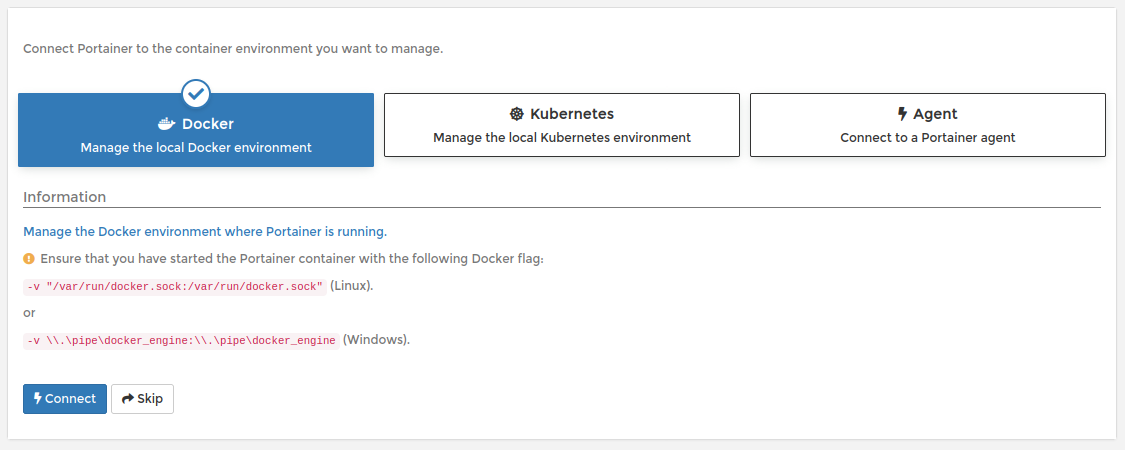 Connect Portainer to the container environment you want to manage.
Docker
Manage the local Docker environment
Kubernetes
Manage the local Kubernetes environment
Agent
Connect to a Portainer agent
Information
Manage the Docker environment where Portainer is running.
Ensure that you have started the Portainer container with the following Docker flag:
-v "/var/run/docker.sock:/var/run/docker.sock" (Linux).
or
-v \\.\pipe\docker_engine:\\.\pipe\docker_engine (Windows).
Connect
Skip